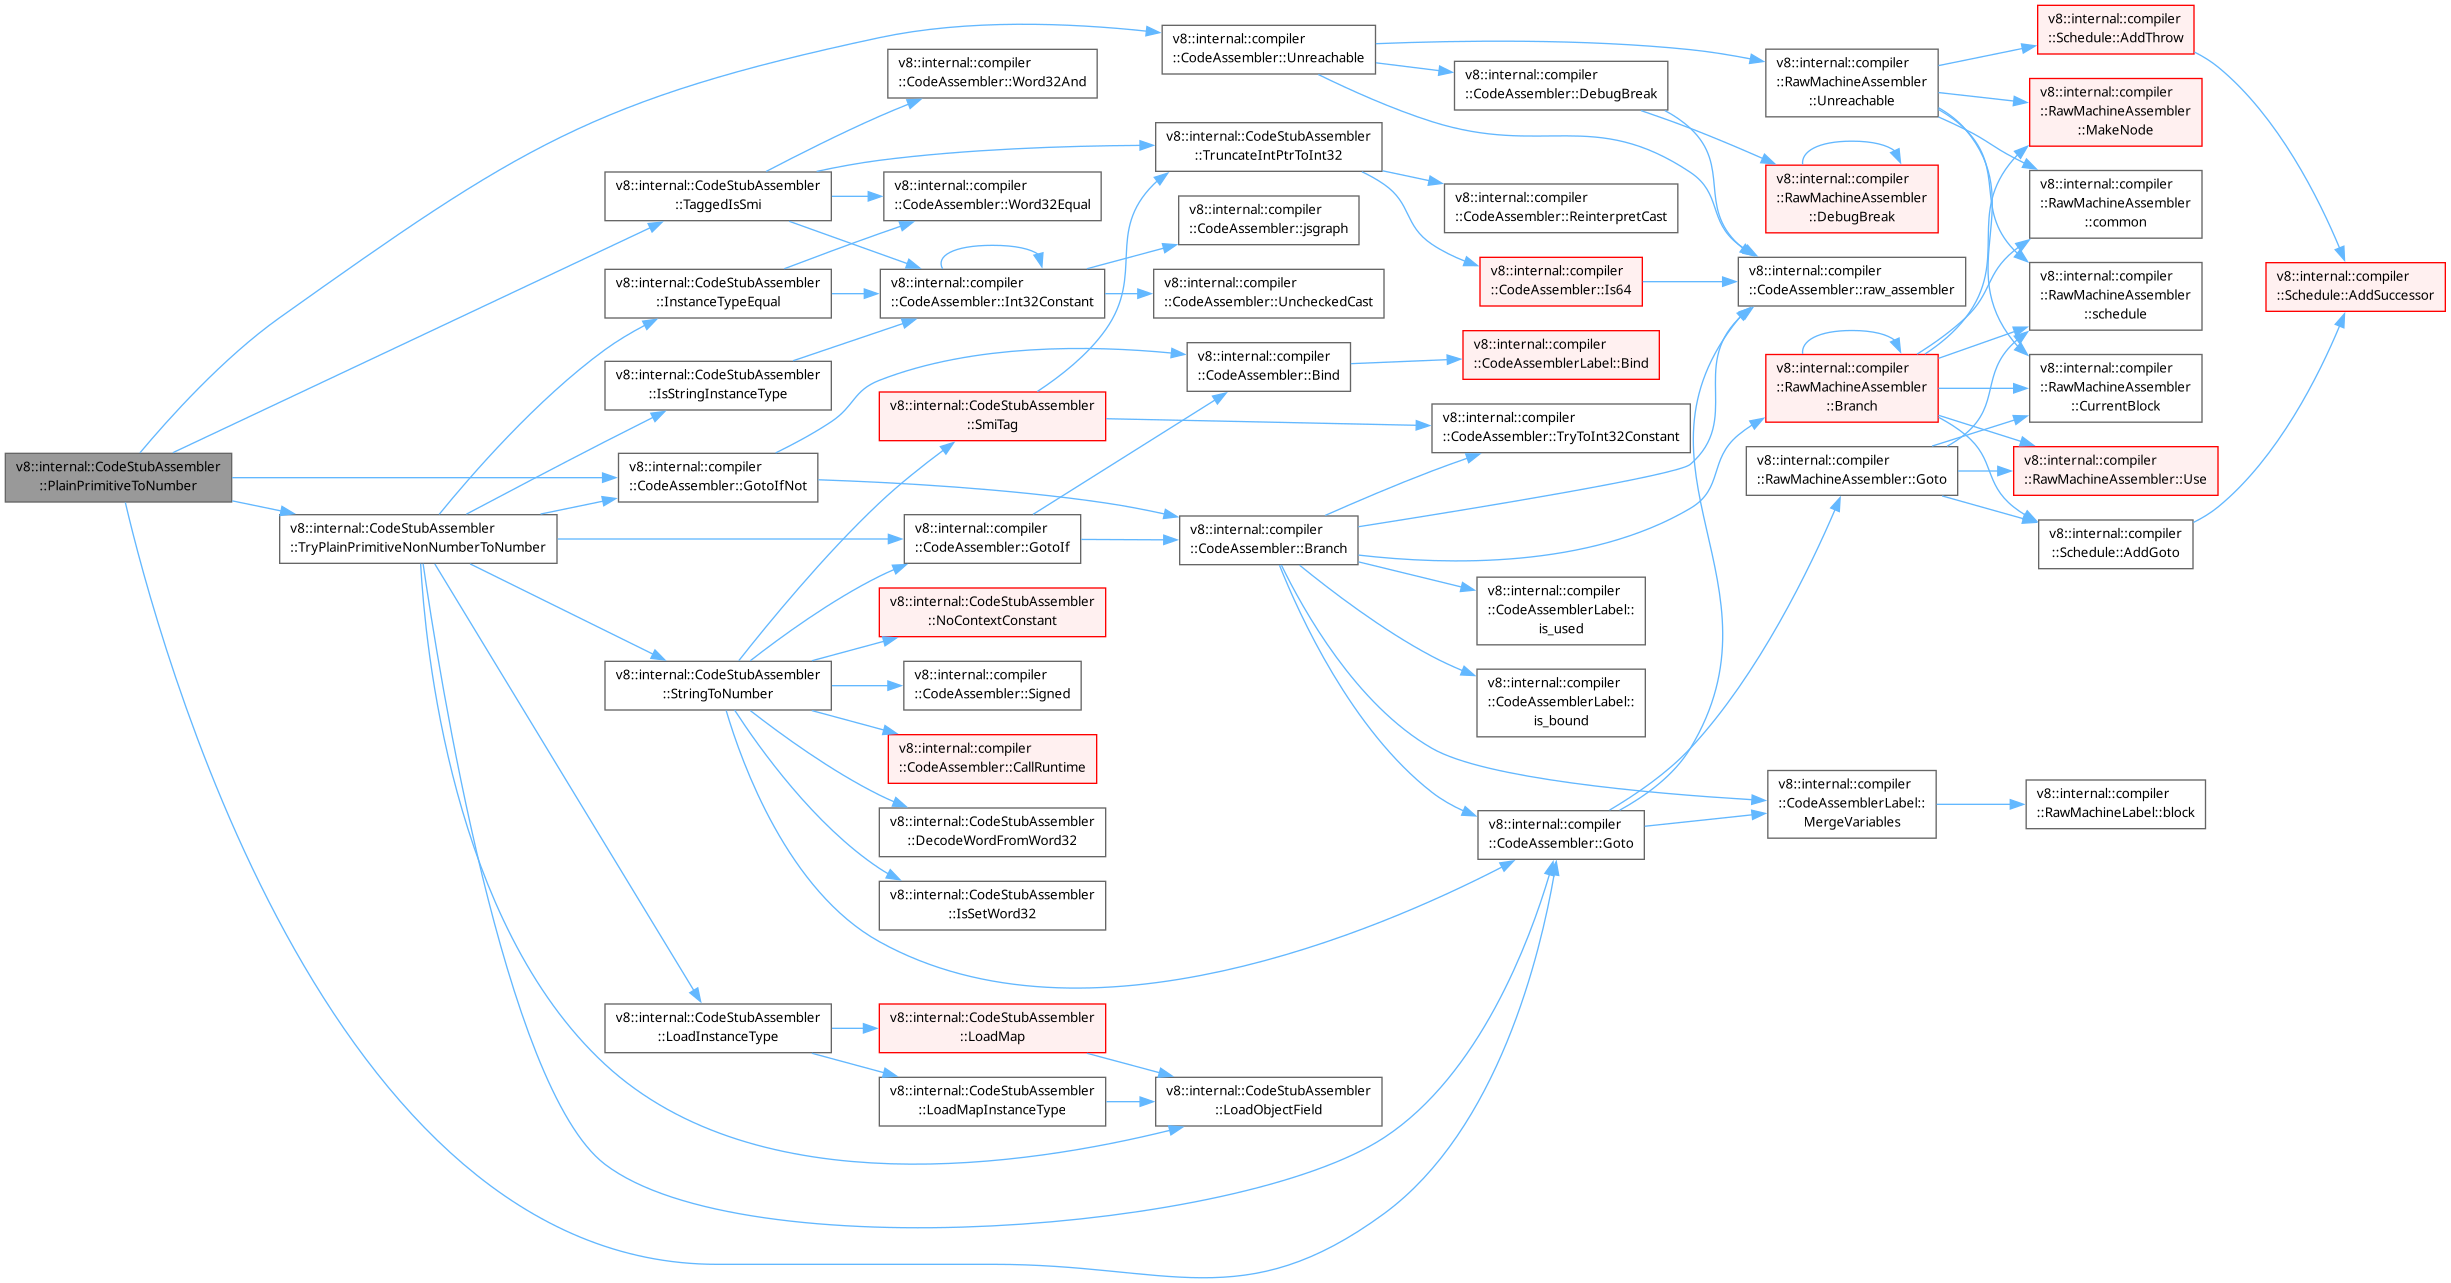 v8::internal::CodeStubAssembler
::PlainPrimitiveToNumber
v8::internal::CodeStubAssembler
::TryPlainPrimitiveNonNumberToNumber
v8::internal::CodeStubAssembler
::TaggedIsSmi
v8::internal::CodeStubAssembler
::InstanceTypeEqual
v8::internal::CodeStubAssembler
::IsStringInstanceType
v8::internal::compiler
::CodeAssembler::GotoIfNot
v8::internal::CodeStubAssembler
::StringToNumber
v8::internal::CodeStubAssembler
::LoadInstanceType
v8::internal::compiler
::CodeAssembler::Word32And
v8::internal::compiler
::CodeAssembler::Word32Equal
v8::internal::compiler
::CodeAssembler::Int32Constant
v8::internal::CodeStubAssembler
::SmiTag
v8::internal::compiler
::CodeAssembler::GotoIf
v8::internal::CodeStubAssembler
::NoContextConstant
v8::internal::compiler
::CodeAssembler::Signed
v8::internal::compiler
::CodeAssembler::CallRuntime
v8::internal::CodeStubAssembler
::DecodeWordFromWord32
v8::internal::CodeStubAssembler
::IsSetWord32
v8::internal::CodeStubAssembler
::LoadMap
v8::internal::CodeStubAssembler
::LoadMapInstanceType
v8::internal::compiler
::CodeAssembler::Unreachable
v8::internal::CodeStubAssembler
::TruncateIntPtrToInt32
v8::internal::compiler
::CodeAssembler::jsgraph
v8::internal::compiler
::CodeAssembler::UncheckedCast
v8::internal::compiler
::CodeAssembler::Bind
v8::internal::compiler
::CodeAssembler::Branch
v8::internal::CodeStubAssembler
::LoadObjectField
v8::internal::compiler
::CodeAssembler::DebugBreak
v8::internal::compiler
::CodeAssembler::ReinterpretCast
v8::internal::compiler
::CodeAssembler::Is64
v8::internal::compiler
::CodeAssemblerLabel::Bind
v8::internal::compiler
::CodeAssembler::TryToInt32Constant
v8::internal::compiler
::CodeAssemblerLabel::
is_used
v8::internal::compiler
::CodeAssemblerLabel::
is_bound
v8::internal::compiler
::CodeAssembler::Goto
v8::internal::compiler
::RawMachineAssembler
::Unreachable
v8::internal::compiler
::RawMachineAssembler
::DebugBreak
v8::internal::compiler
::CodeAssembler::raw_assembler
v8::internal::compiler
::RawMachineAssembler
::Branch
v8::internal::compiler
::RawMachineAssembler::Goto
v8::internal::compiler
::CodeAssemblerLabel::
MergeVariables
v8::internal::compiler
::Schedule::AddThrow
v8::internal::compiler
::RawMachineAssembler
::MakeNode
v8::internal::compiler
::RawMachineAssembler
::common
v8::internal::compiler
::RawMachineAssembler
::schedule
v8::internal::compiler
::RawMachineAssembler
::CurrentBlock
v8::internal::compiler
::RawMachineAssembler::Use
v8::internal::compiler
::Schedule::AddGoto
v8::internal::compiler
::RawMachineLabel::block
v8::internal::compiler
::Schedule::AddSuccessor